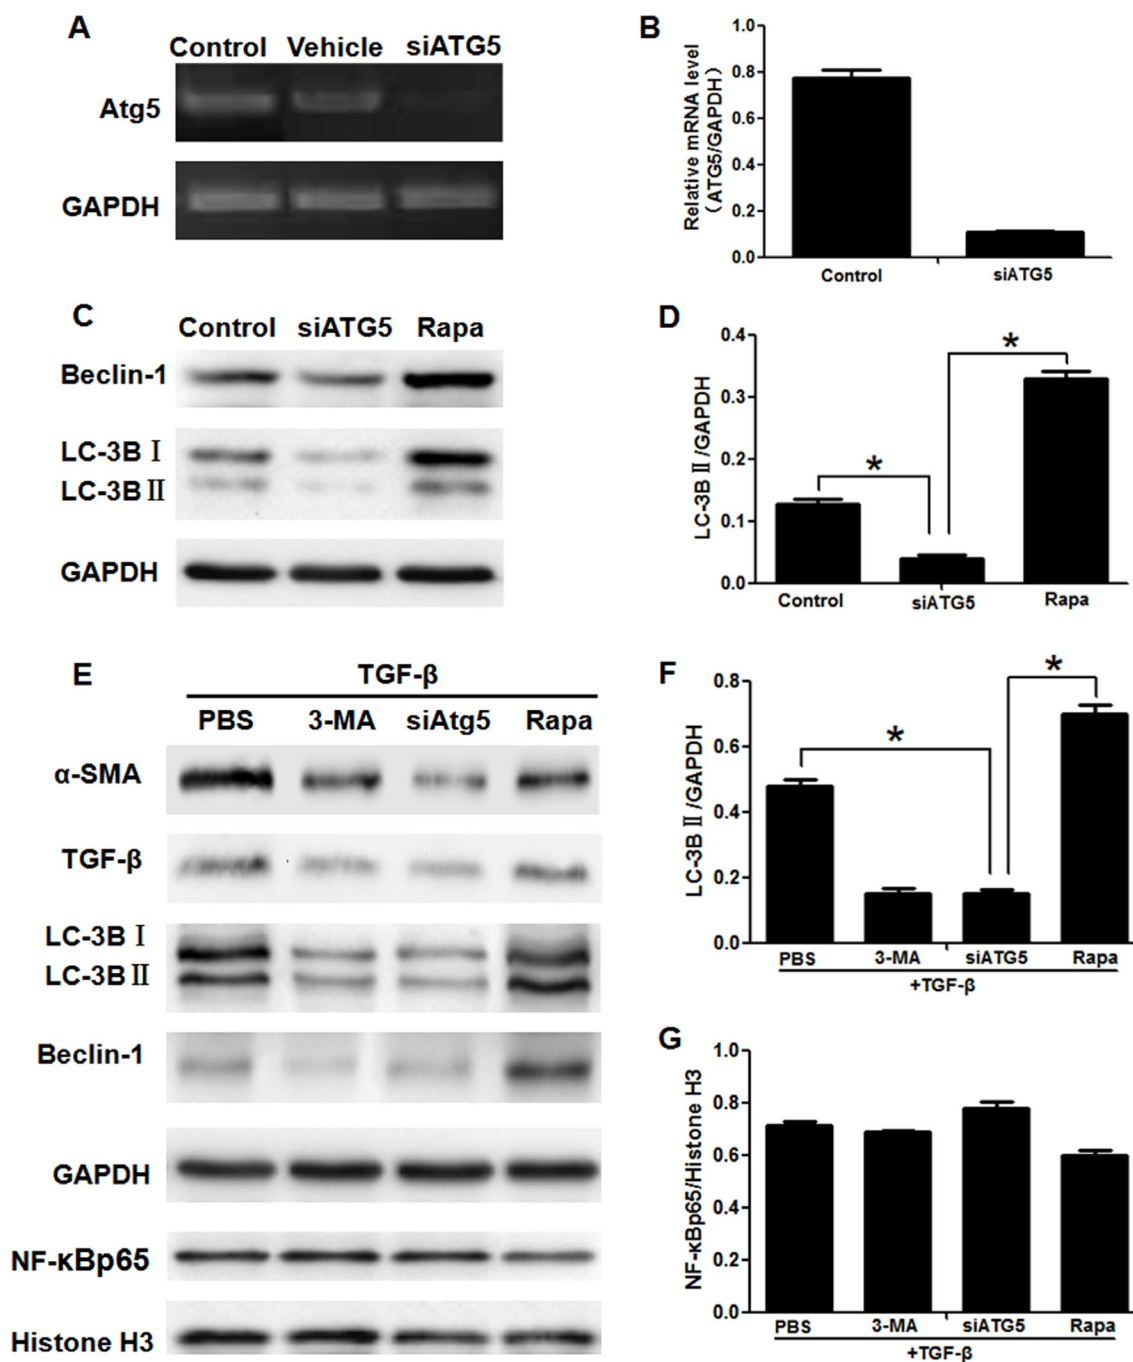 A
Control Vehicle siATG5
Atg5
GAPDH
B
Relative mRNA level
(ATG5/GAPDH)
0.8
0.6
0.4
0.2
0.0
Control siATG5
C
Control siATG5 Rapa
Beclin-1
LC-3B Ⅰ
LC-3B Ⅱ
GAPDH
D
LC-3B Ⅱ/GAPDH
0.4
0.3
0.2
0.1
0.0
* *
Control siATG5 Rapa
E
TGF-β
PBS 3-MA siAtg5 Rapa
α-SMA
TGF-β
LC-3B Ⅰ
LC-3B Ⅱ
Beclin-1
GAPDH
NF-κBp65
Histone H3
F
LC-3B Ⅱ/GAPDH
0.8
0.6
0.4
0.2
0.0
* *
PBS 3-MA siATG5 Rapa
+TGF-β
G
NF-κBp65/Histone H3
1.0
0.8
0.6
0.4
0.2
0.0
PBS 3-MA siATG5 Rapa
+TGF-β